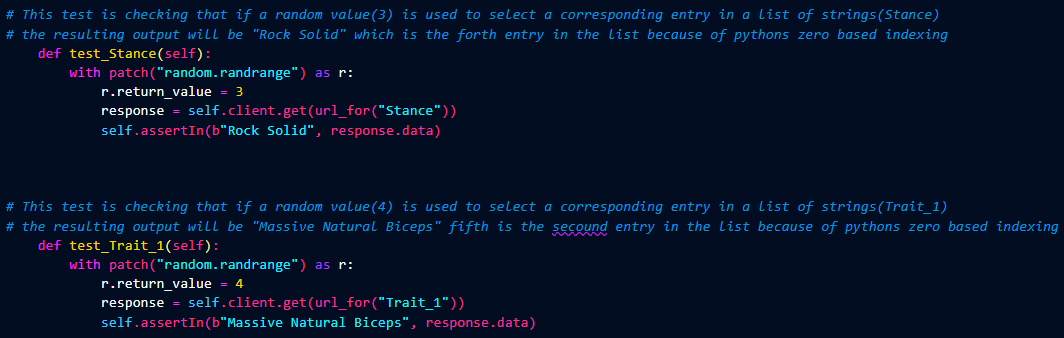 # This test is checking that if a random value(3) is used to select a corresponding entry in a list of strings(Stance)
# the resulting output will be "Rock Solid" which is the forth entry in the list because of pythons zero based indexing
    def test_Stance(self):
        with patch("random.randrange") as r:
            r.return_value = 3
            response = self.client.get(url_for("Stance"))
            self.assertIn(b"Rock Solid", response.data)
# This test is checking that if a random value(4) is used to select a corresponding entry in a list of strings(Trait_1)
# the resulting output will be "Massive Natural Biceps" fifth is the secound entry in the list because of pythons zero based indexing
    def test_Trait_1(self):
        with patch("random.randrange") as r:
            r.return_value = 4
            response = self.client.get(url_for("Trait_1"))
            self.assertIn(b"Massive Natural Biceps", response.data)